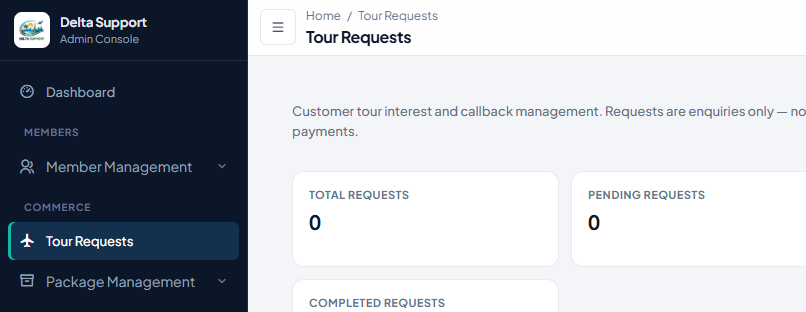 Delta Support
Admin Console
Dashboard
MEMBERS
Member Management
COMMERCE
Tour Requests
Package Management
Home / Tour Requests
Tour Requests
Customer tour interest and callback management. Requests are enquiries only — no
payments.
TOTAL REQUESTS
0
PENDING REQUESTS
0
COMPLETED REQUESTS